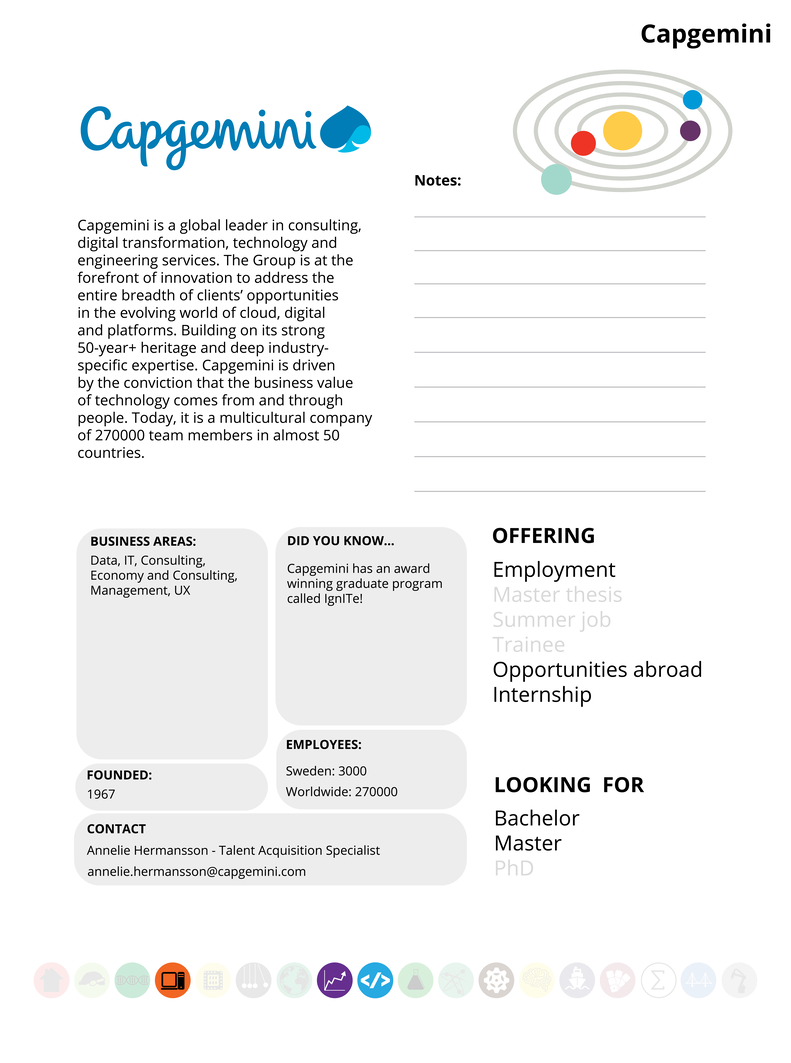 Capgemini
Capgemini
Notes:
Capgemini is a global leader in consulting,
digital transformation, technology and
engineering services. The Group is at the
forefront of innovation to address the
entire breadth of clients’ opportunities
in the evolving world of cloud, digital
and platforms. Building on its strong
50-year+ heritage and deep industry-
specific expertise. Capgemini is driven
by the conviction that the business value
of technology comes from and through
people. Today, it is a multicultural company
of 270000 team members in almost 50
countries.
BUSINESS AREAS:
Data, IT, Consulting,
Economy and Consulting,
Management, UX
DID YOU KNOW...
Capgemini has an award
winning graduate program
called IgnITe!
EMPLOYEES:
Sweden: 3000
Worldwide: 270000
FOUNDED:
1967
CONTACT
Annelie Hermansson - Talent Acquisition Specialist
annelie.hermansson@capgemini.com
OFFERING
Employment
Master thesis
Summer job
Trainee
Opportunities abroad
Internship
LOOKING FOR
Bachelor
Master
PhD